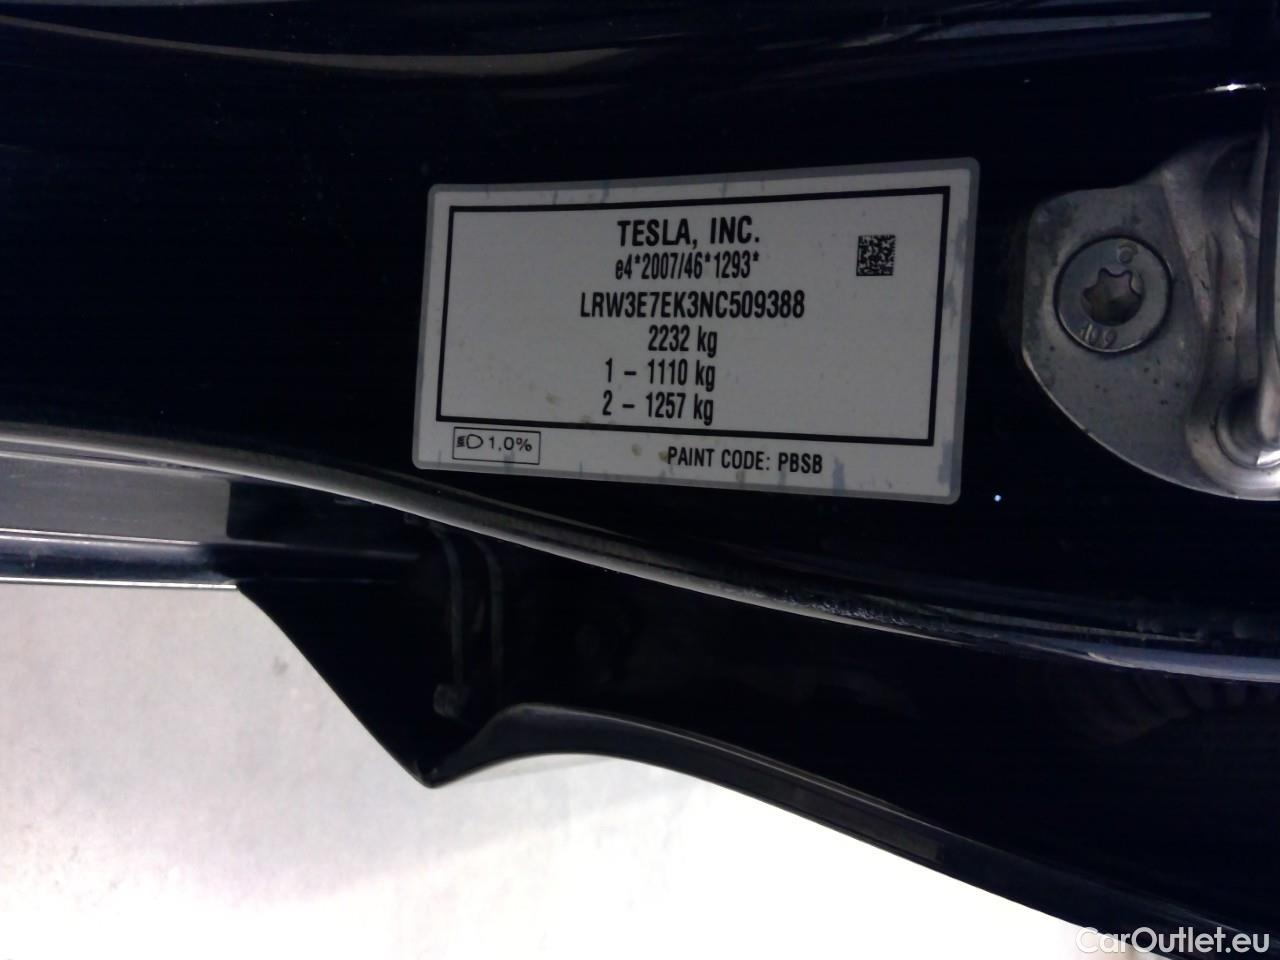 TESLA, INC.
e4*2007/46*1293*
LRW3E7EK3NC509388
2232 kg
1 – 1110 kg
2 – 1257 kg
1,0%
PAINT CODE: PBSB
109
CarOutlet.eu